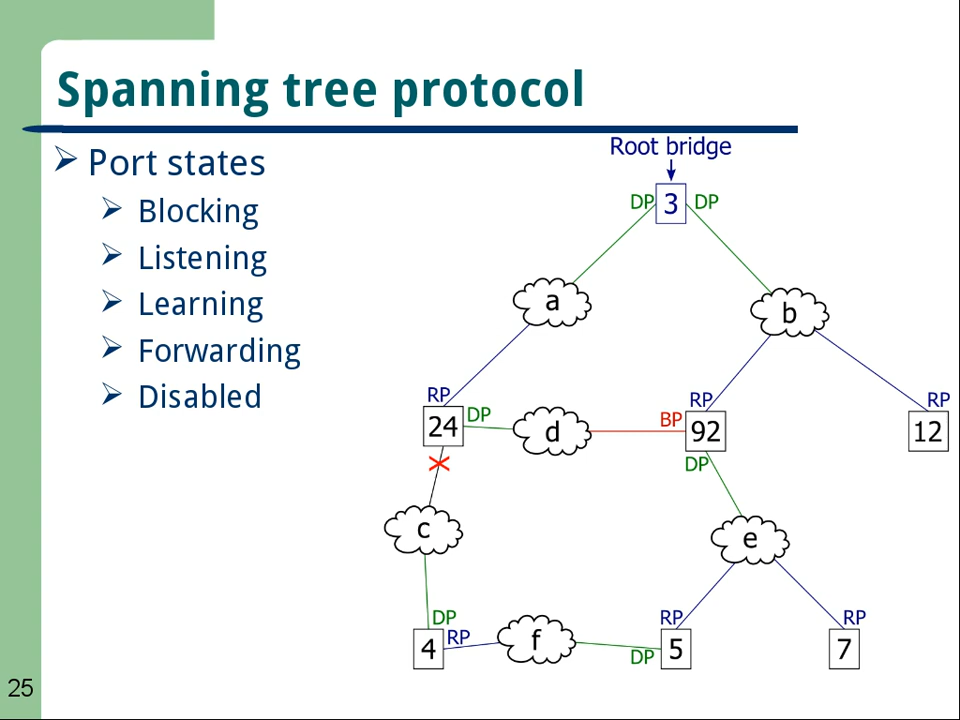 Spanning tree protocol
Port states
Blocking
Listening
Learning
Forwarding
Disabled
Root bridge
DP 3 DP
a
b
RP
24 DP
d
BP
RP
92
DP
RP
12
c
e
DP
4 RP
f
RP
DP 5
RP
7
25